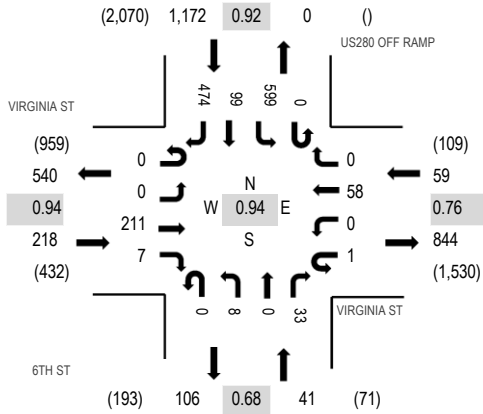 (2,070) 1,172 0.92 0 ()
US280 OFF RAMP
474 99 599 0
VIRGINIA ST
(959) (109)
0 0
540 59
0 N 58
0.94 W 0.94 E 0.76
211 0
218 S 844
7 1
(432) (1,530)
0 8 0 33
VIRGINIA ST
6TH ST
(193) 106 0.68 41 (71)